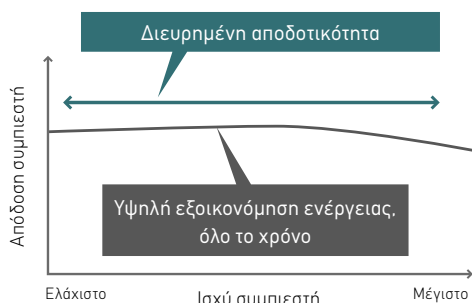 Διευρημένη αποδοτικότητα
Απόδοση συμπιεστή
Υψηλή εξοικονόμηση ενέργειας,
όλο το χρόνο
Ελάχιστο
Ισχύ συμπιεστή
Μέγιστο